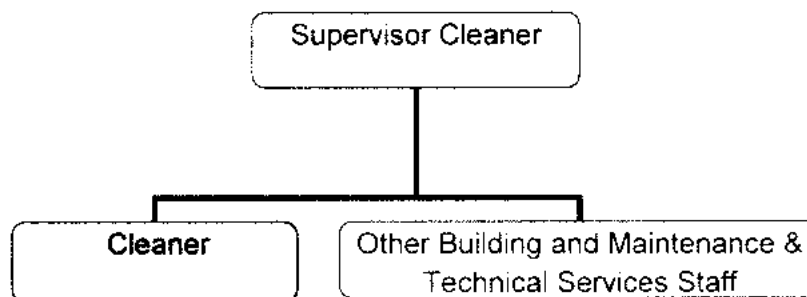 Supervisor Cleaner
Cleaner
Other Building and Maintenance &
Technical Services Staff